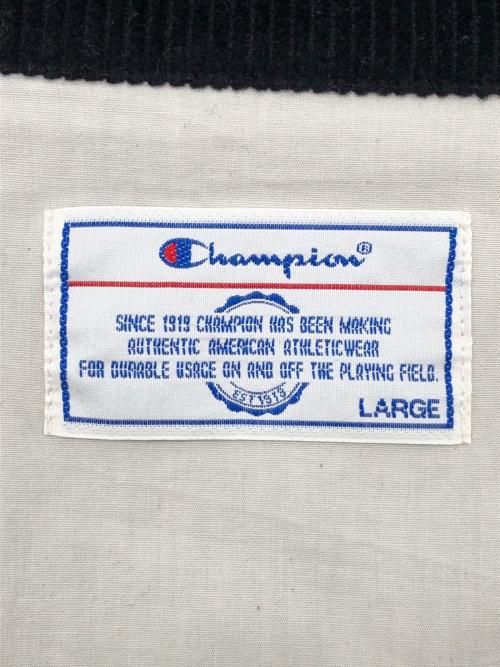 Champion®
SINCE 1919 CHAMPION HAS BEEN MAKING
AUTHENTIC AMERICAN ATHLETICWEAR
FOR DURABLE USAGE ON AND OFF THE PLAYING FIELD.
EST 1919
LARGE